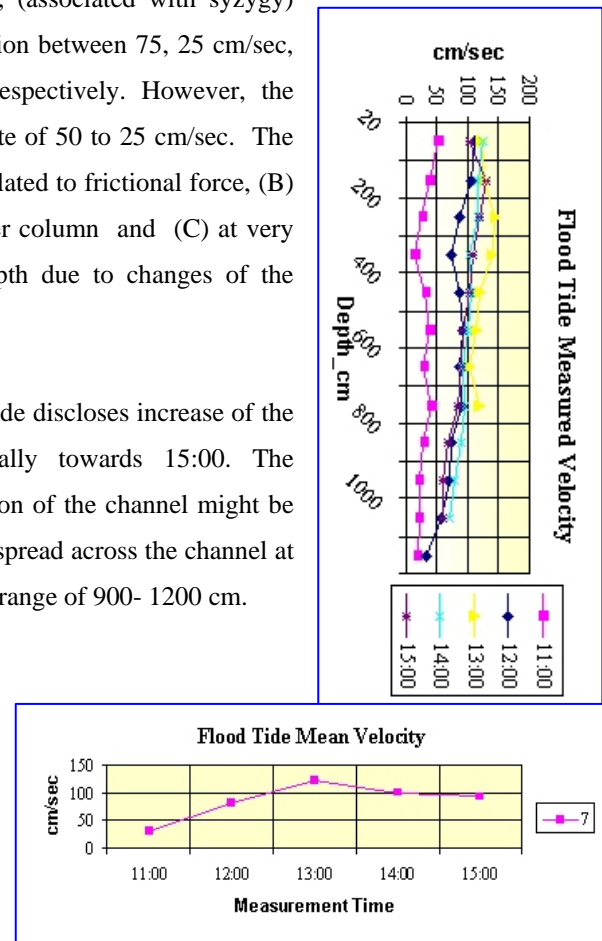 , (associated with syzygy)
ion between 75, 25 cm/sec,
espectively. However, the
te of 50 to 25 cm/sec. The
lated to frictional force, (B)
er column and (C) at very
pth due to changes of the
de discloses increase of the
ally towards 15:00. The
on of the channel might be
spread across the channel at
range of 900- 1200 cm.
cm/sec
0 50 100 150 200
20
200
400
600
800
1000
Depth_cm
Flood Tide Measured Velocity
15:00
14:00
13:00
12:00
11:00
Flood Tide Mean Velocity
cm/sec
150
100
50
0
11:00 12:00 13:00 14:00 15:00
Measurement Time
7